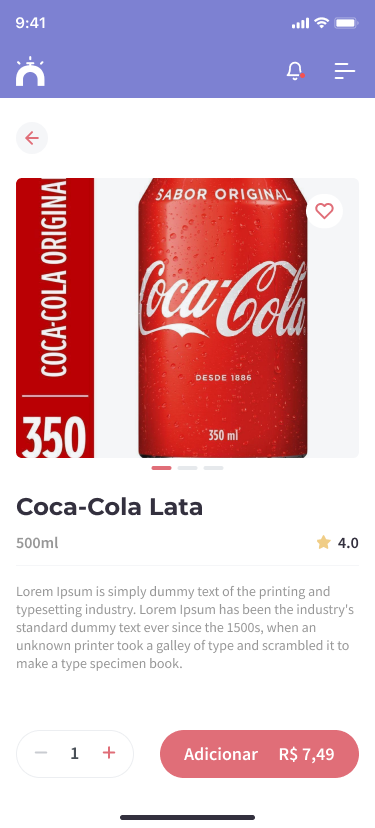 9:41
COCA-COLA ORIGINAL
350
SABOR ORIGINAL
Coca-Cola
DESDE 1886
350 ml
Coca-Cola Lata
500ml
4.0
Lorem Ipsum is simply dummy text of the printing and
typesetting industry. Lorem Ipsum has been the industry's
standard dummy text ever since the 1500s, when an
unknown printer took a galley of type and scrambled it to
make a type specimen book.
1
Adicionar R$ 7,49